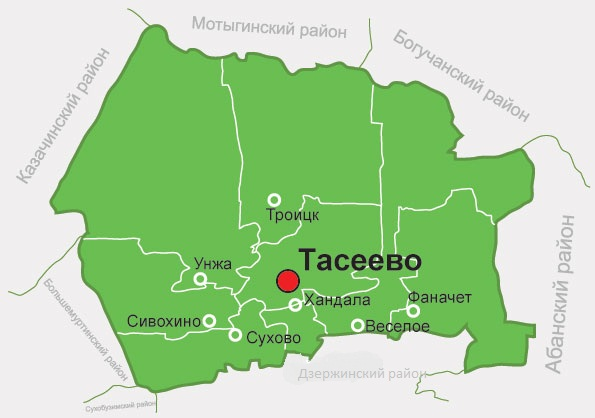 Мотыгинский район
Богучанский район
Казачинский район
Троицк
Тасеево
Унжа
Хандала
Фаначет
Абанский район
Большемуртинский район
Сивохино
Сухово
Веселое
Дзержинский район
Сухобузимский район